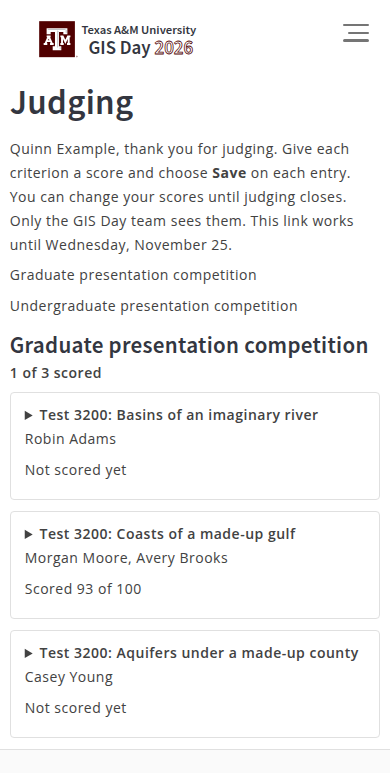 Texas A&M University
GIS Day 2026
Judging
Quinn Example, thank you for judging. Give each
criterion a score and choose Save on each entry.
You can change your scores until judging closes.
Only the GIS Day team sees them. This link works
until Wednesday, November 25.
Graduate presentation competition
Undergraduate presentation competition
Graduate presentation competition
1 of 3 scored
Test 3200: Basins of an imaginary river
Robin Adams
Not scored yet
Test 3200: Coasts of a made-up gulf
Morgan Moore, Avery Brooks
Scored 93 of 100
Test 3200: Aquifers under a made-up county
Casey Young
Not scored yet